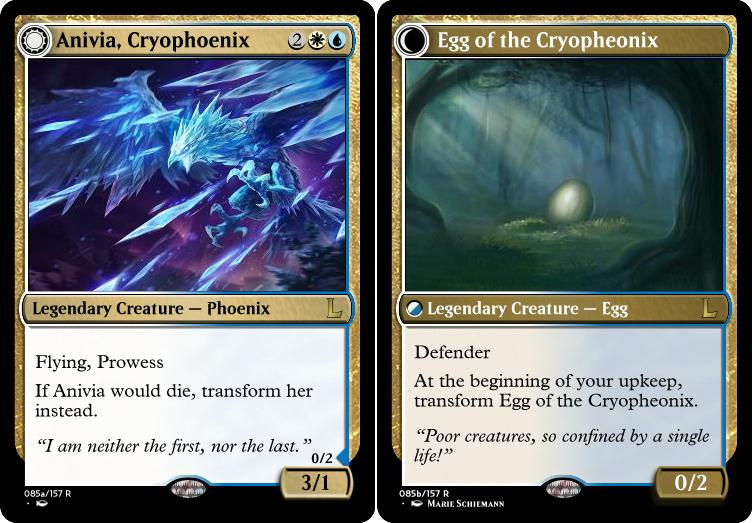 Anivia, Cryophoenix 2
Legendary Creature — Phoenix L
Flying, Prowess
If Anivia would die, transform her
instead.
"I am neither the first, nor the last."
0/2
3/1
085a/157 R
Egg of the Cryopheonix
Legendary Creature — Egg L
Defender
At the beginning of your upkeep,
transform Egg of the Cryopheonix.
"Poor creatures, so confined by a single
life!"
0/2
085b/157 R
Marie Schiemann